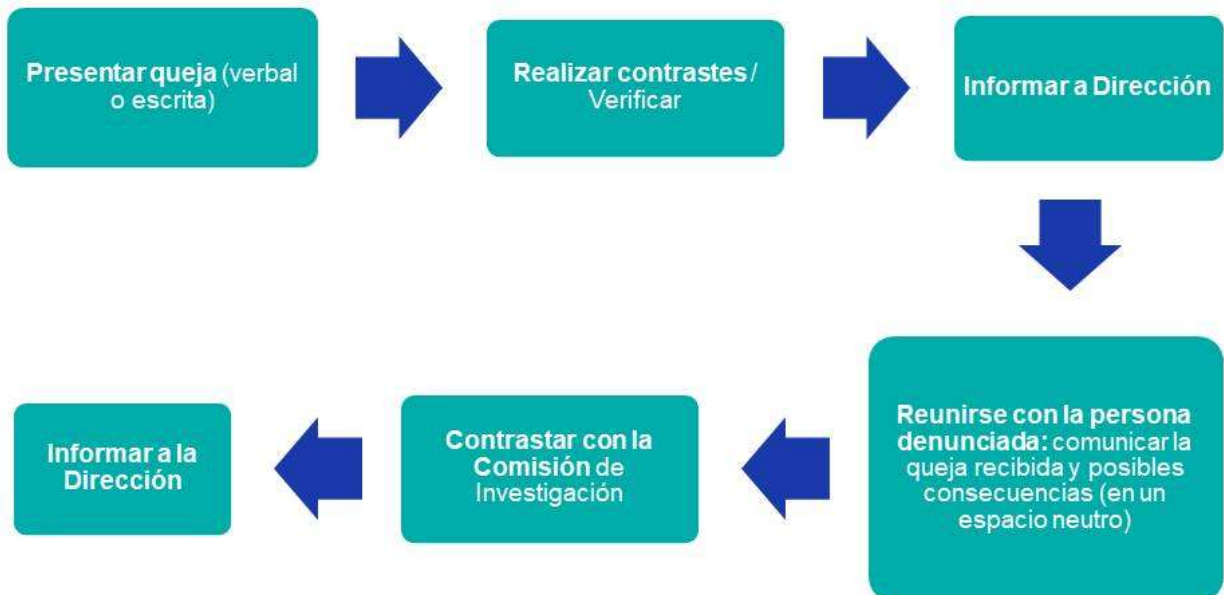 Presentar queja (verbal
o escrita)
Realizar contrastes /
Verificar
Informar a Dirección
Reunirse con la persona
denunciada: comunicar la
queja recibida y posibles
consecuencias (en un
espacio neutro)
Contrastar con la
Comisión de
Investigación
Informar a la
Dirección